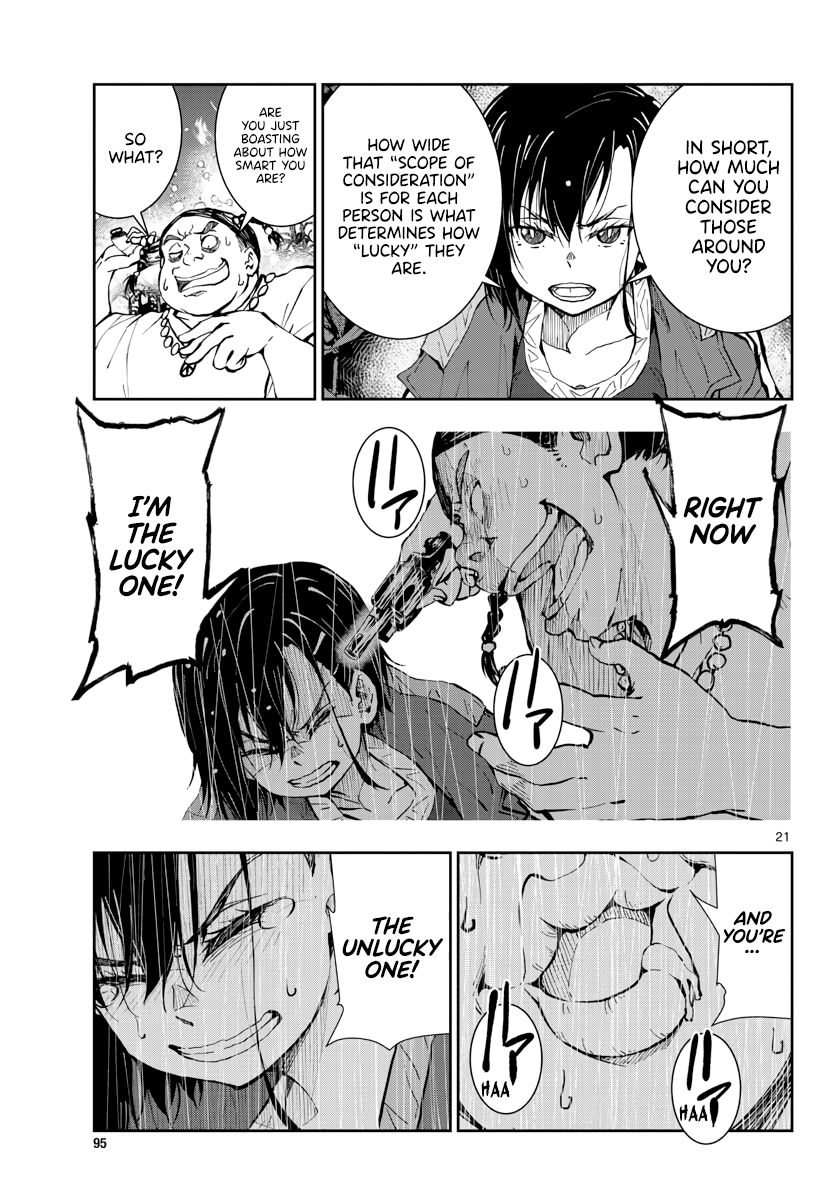 IN SHORT,
HOW MUCH
CAN YOU
CONSIDER
THOSE
AROUND
YOU?
HOW WIDE
THAT “SCOPE OF
CONSIDERATION”
IS FOR EACH
PERSON IS WHAT
DETERMINES HOW
“LUCKY” THEY
ARE.
ARE
YOU JUST
BOASTING
ABOUT HOW
SMART YOU
ARE?
SO
WHAT?
RIGHT
NOW
ハァ
ハァ
I’M
THE
LUCKY
ONE!
21
AND
YOU’RE
...
ハァ
HAA
ハァ
HAA
THE
UNLUCKY
ONE!
95